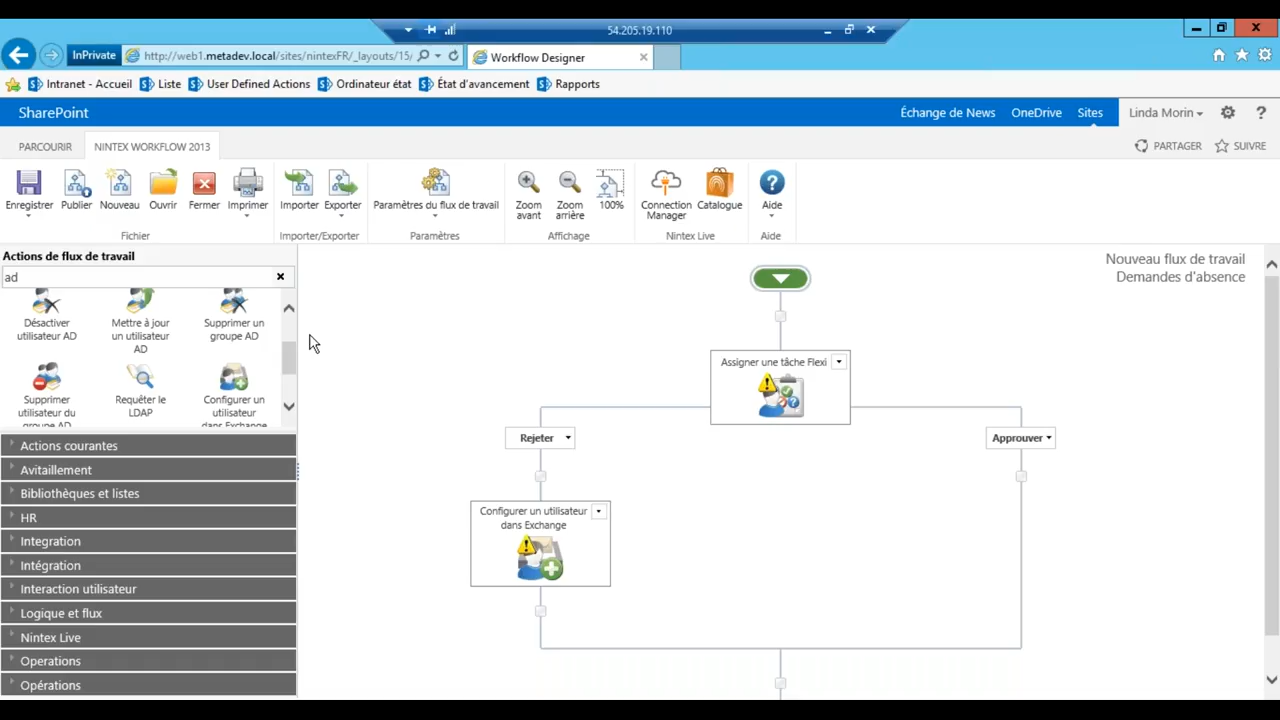 54.205.19.110
InPrivate
http://web1.metadev.local/sites/nintexFR/_layouts/15/
Workflow Designer
Intranet - Accueil
Liste
User Defined Actions
Ordinateur état
État d'avancement
Rapports
SharePoint
Échange de News
OneDrive
Sites
Linda Morin
?
PARCOURIR
NINTEX WORKFLOW 2013
PARTAGER
SUIVRE
Enregistrer
Publier
Nouveau
Ouvrir
Fermer
Imprimer
Importer
Exporter
Paramètres du flux de travail
Zoom
avant
Zoom
arrière
100%
Connection
Manager
Catalogue
Aide
Fichier
Importer/Exporter
Paramètres
Affichage
Nintex Live
Aide
Actions de flux de travail
ad
Désactiver
utilisateur AD
Mettre à jour
un utilisateur
AD
Supprimer un
groupe AD
Supprimer
utilisateur du
groupe AD
Requêter le
LDAP
Configurer un
utilisateur
dans Exchange
Actions courantes
Avitaillement
Bibliothèques et listes
HR
Integration
Intégration
Interaction utilisateur
Logique et flux
Nintex Live
Operations
Opérations
Nouveau flux de travail
Demandes d'absence
Assigner une tâche Flexi
Rejeter
Approuver
Configurer un utilisateur
dans Exchange